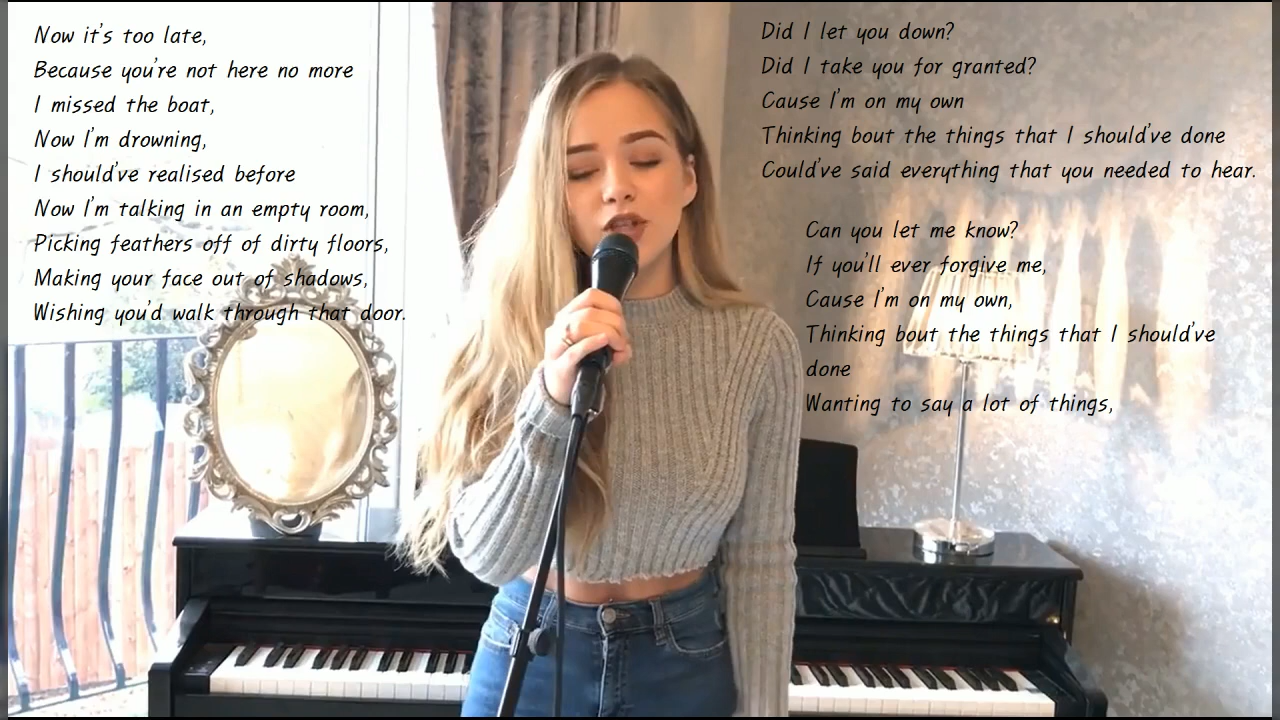 Now it's too late,
Because you're not here no more
I missed the boat,
Now I'm drowning,
I should've realised before
Now I'm talking in an empty room,
Picking feathers off of dirty floors,
Making your face out of shadows,
Wishing you'd walk through that door.
Did I let you down?
Did I take you for granted?
Cause I'm on my own
Thinking bout the things that I should've done
Could've said everything that you needed to hear.
Can you let me know?
If you'll ever forgive me,
Cause I'm on my own,
Thinking bout the things that I should've
done
Wanting to say a lot of things,